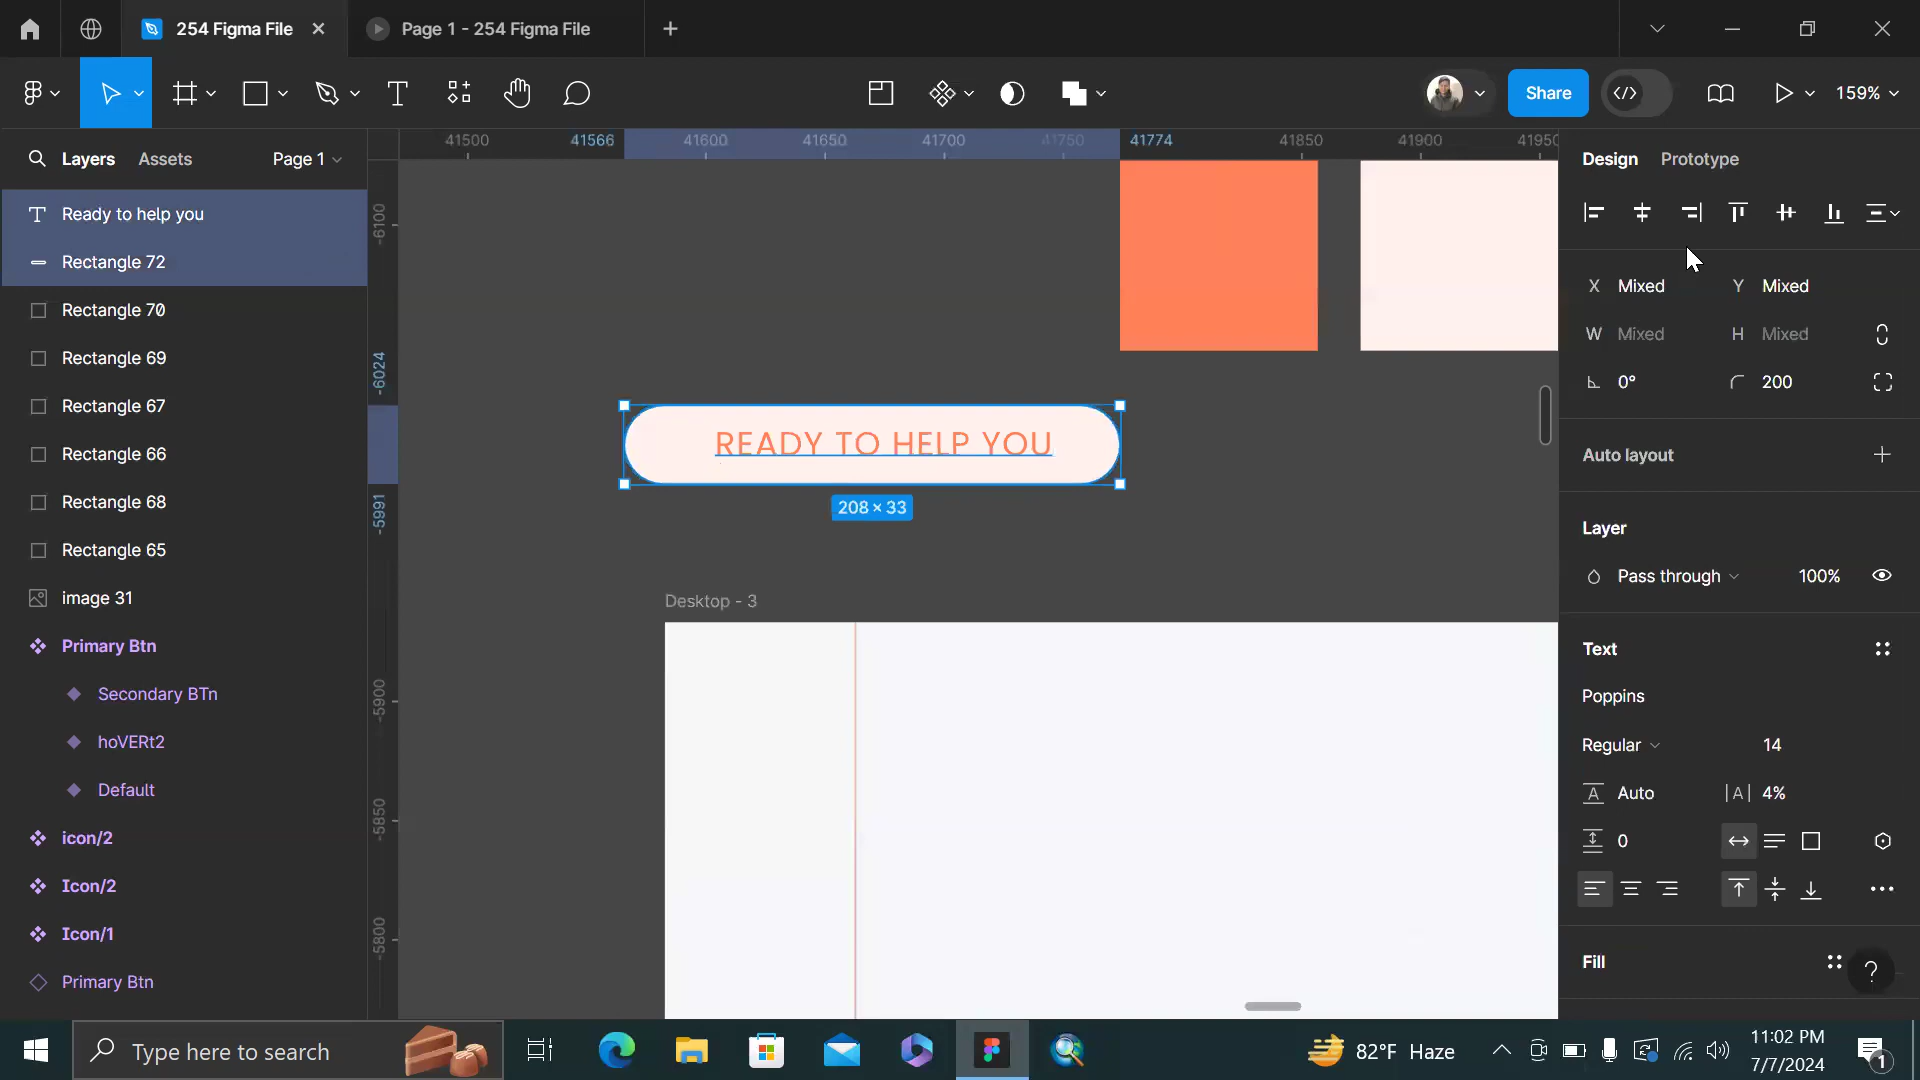 254 Figma File
Page 1 - 254 Figma File
Share
159%
Layers
Assets
Page 1
Ready to help you
Rectangle 72
Rectangle 70
Rectangle 69
Rectangle 67
Rectangle 66
Rectangle 68
Rectangle 65
image 31
Primary Btn
Secondary BTn
hoVERt2
Default
icon/2
Icon/2
Icon/1
Primary Btn
41500
41566
41600
41650
41700
41750
41774
41850
41900
41950
-6100
-6024
-5991
-5900
-5850
-5800
READY TO HELP YOU
208 × 33
Desktop - 3
Design
Prototype
X Mixed
Y Mixed
W Mixed
H Mixed
0°
200
Auto layout
Layer
Pass through
100%
Text
Poppins
Regular
14
Auto
|A| 4%
0
Fill
?
Type here to search
82°F Haze
11:02 PM
7/7/2024
1